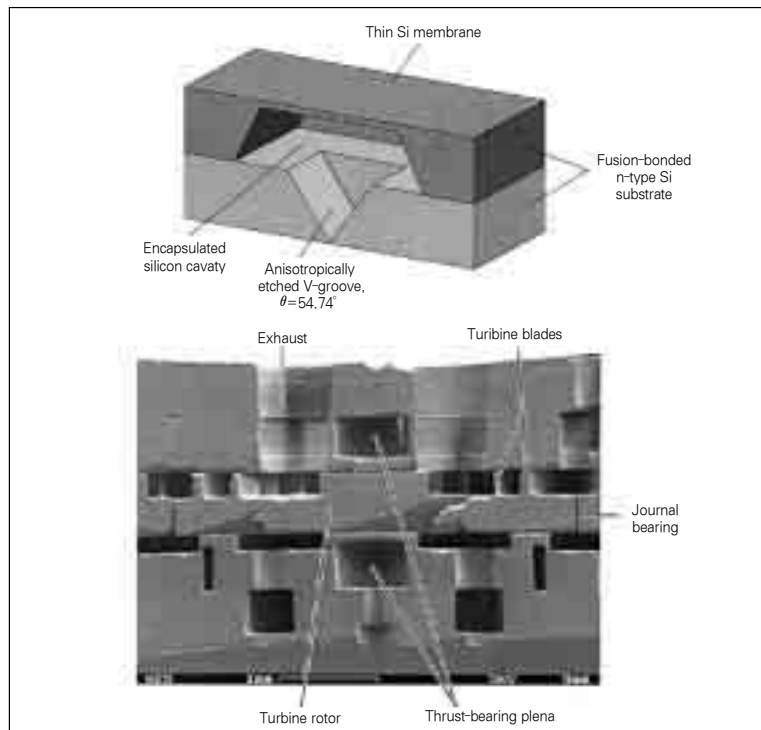 Thin Si membrane
Fusion-bonded
n-type Si
substrate
Encapsulated
silicon cavaty
Anisotropically
etched V-groove,
θ=54.74°
Exhaust
Turibine blades
Journal
bearing
Turbine rotor
Thrust-bearing plena